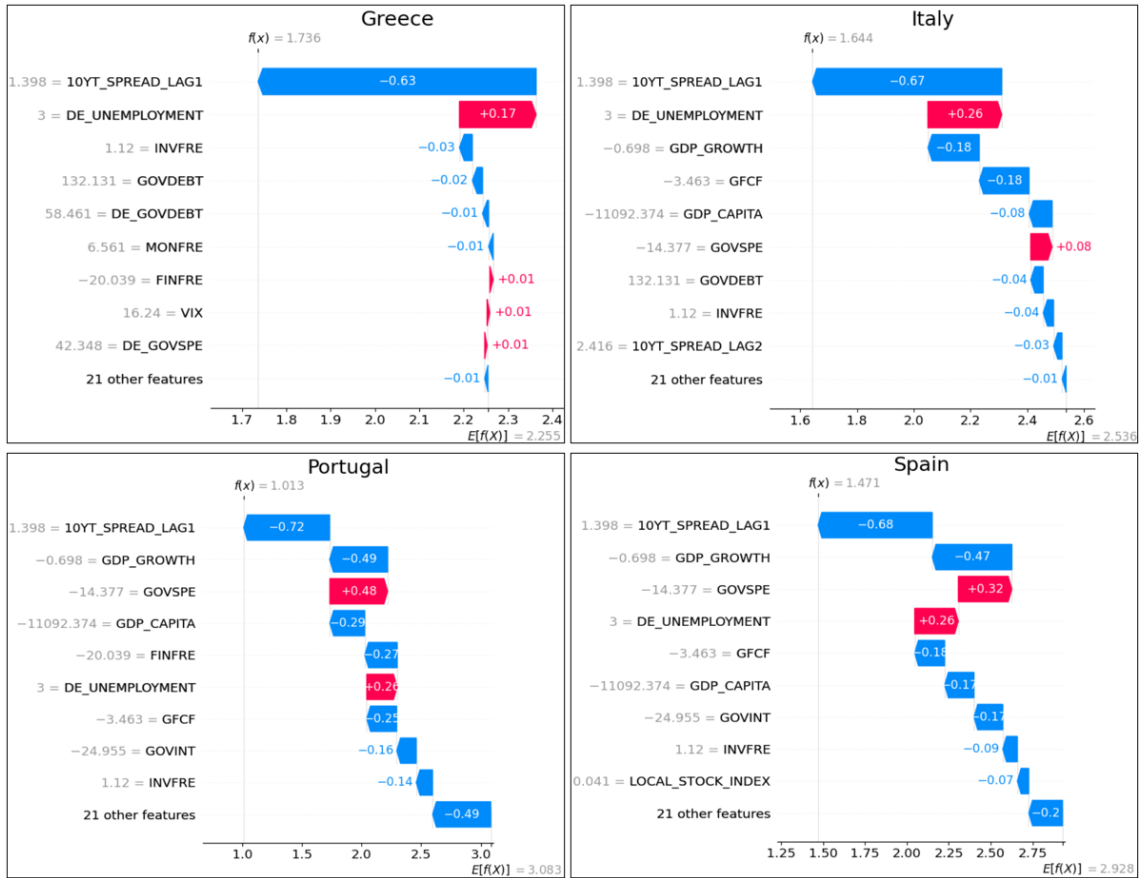 Greece
f(x) = 1.736
1.398 = 10YT_SPREAD_LAG1 −0.63
3 = DE_UNEMPLOYMENT +0.17
1.12 = INVFRE −0.03
132.131 = GOVDEBT −0.02
58.461 = DE_GOVDEBT −0.01
6.561 = MONFRE −0.01
−20.039 = FINFRE +0.01
16.24 = VIX +0.01
42.348 = DE_GOVSPE +0.01
21 other features −0.01
1.7 1.8 1.9 2.0 2.1 2.2 2.3 2.4
E[f(X)] = 2.255
Italy
f(x) = 1.644
1.398 = 10YT_SPREAD_LAG1 −0.67
3 = DE_UNEMPLOYMENT +0.26
−0.698 = GDP_GROWTH −0.18
−3.463 = GFCF −0.18
−11092.374 = GDP_CAPITA −0.08
−14.377 = GOVSPE +0.08
132.131 = GOVDEBT −0.04
1.12 = INVFRE −0.04
2.416 = 10YT_SPREAD_LAG2 −0.03
21 other features −0.01
1.6 1.8 2.0 2.2 2.4 2.6
E[f(X)] = 2.536
Portugal
f(x) = 1.013
1.398 = 10YT_SPREAD_LAG1 −0.72
−0.698 = GDP_GROWTH −0.49
−14.377 = GOVSPE +0.48
−11092.374 = GDP_CAPITA −0.29
−20.039 = FINFRE −0.27
3 = DE_UNEMPLOYMENT +0.26
−3.463 = GFCF −0.25
−24.955 = GOVINT −0.16
1.12 = INVFRE −0.14
21 other features −0.49
1.0 1.5 2.0 2.5 3.0
E[f(X)] = 3.083
Spain
f(x) = 1.471
1.398 = 10YT_SPREAD_LAG1 −0.68
−0.698 = GDP_GROWTH −0.47
−14.377 = GOVSPE +0.32
3 = DE_UNEMPLOYMENT +0.26
−3.463 = GFCF −0.18
−11092.374 = GDP_CAPITA −0.17
−24.955 = GOVINT −0.17
1.12 = INVFRE −0.09
0.041 = LOCAL_STOCK_INDEX −0.07
21 other features −0.2
1.25 1.50 1.75 2.00 2.25 2.50 2.75
E[f(X)] = 2.928